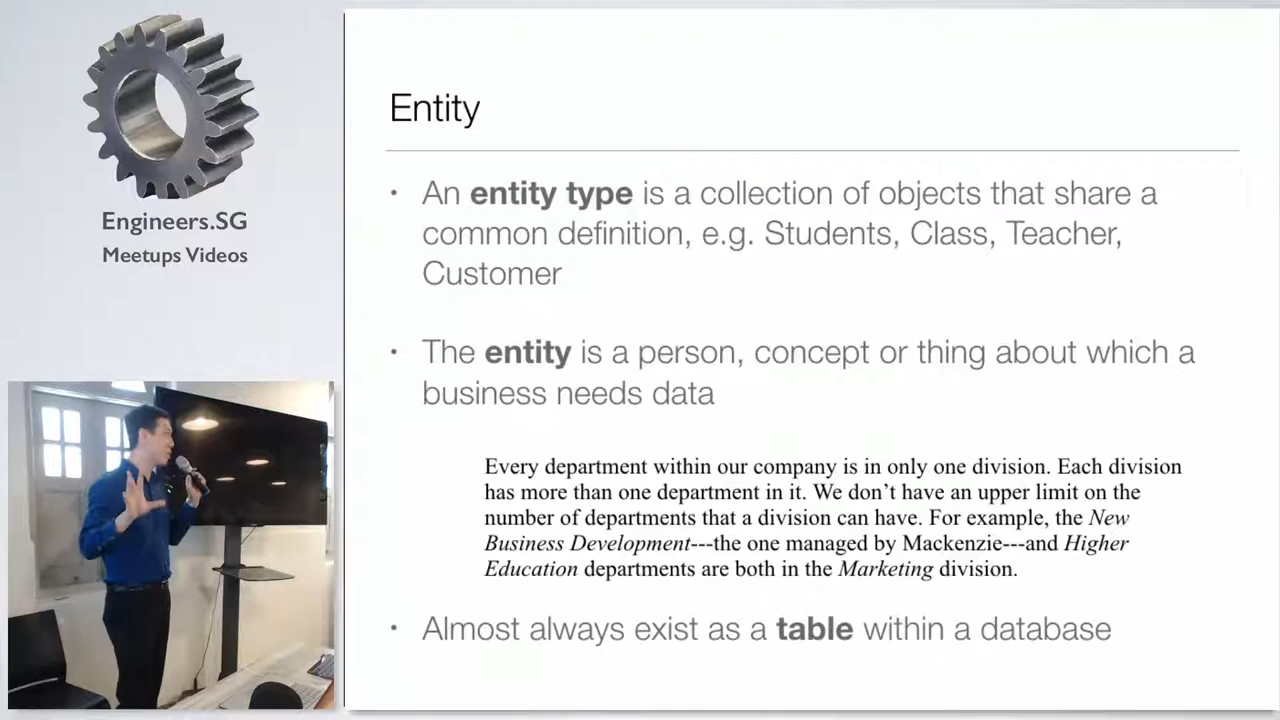 Engineers.SG
Meetups Videos
Entity
• An entity type is a collection of objects that share a
common definition, e.g. Students, Class, Teacher,
Customer
• The entity is a person, concept or thing about which a
business needs data
Every department within our company is in only one division. Each division
has more than one department in it. We don’t have an upper limit on the
number of departments that a division can have. For example, the New
Business Development---the one managed by Mackenzie---and Higher
Education departments are both in the Marketing division.
• Almost always exist as a table within a database